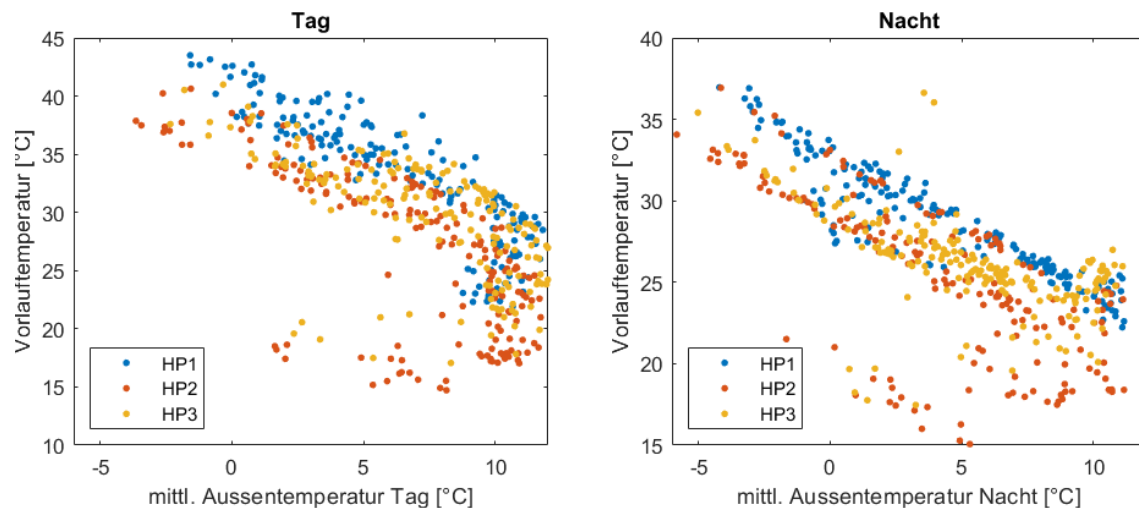 Tag
45
40
35
30
25
20
15
10
Vorlauftemperatur [°C]
HP1
HP2
HP3
-5 0 5 10
mittl. Aussentemperatur Tag [°C]
Nacht
40
35
30
25
20
15
Vorlauftemperatur [°C]
HP1
HP2
HP3
-5 0 5 10
mittl. Aussentemperatur Nacht [°C]